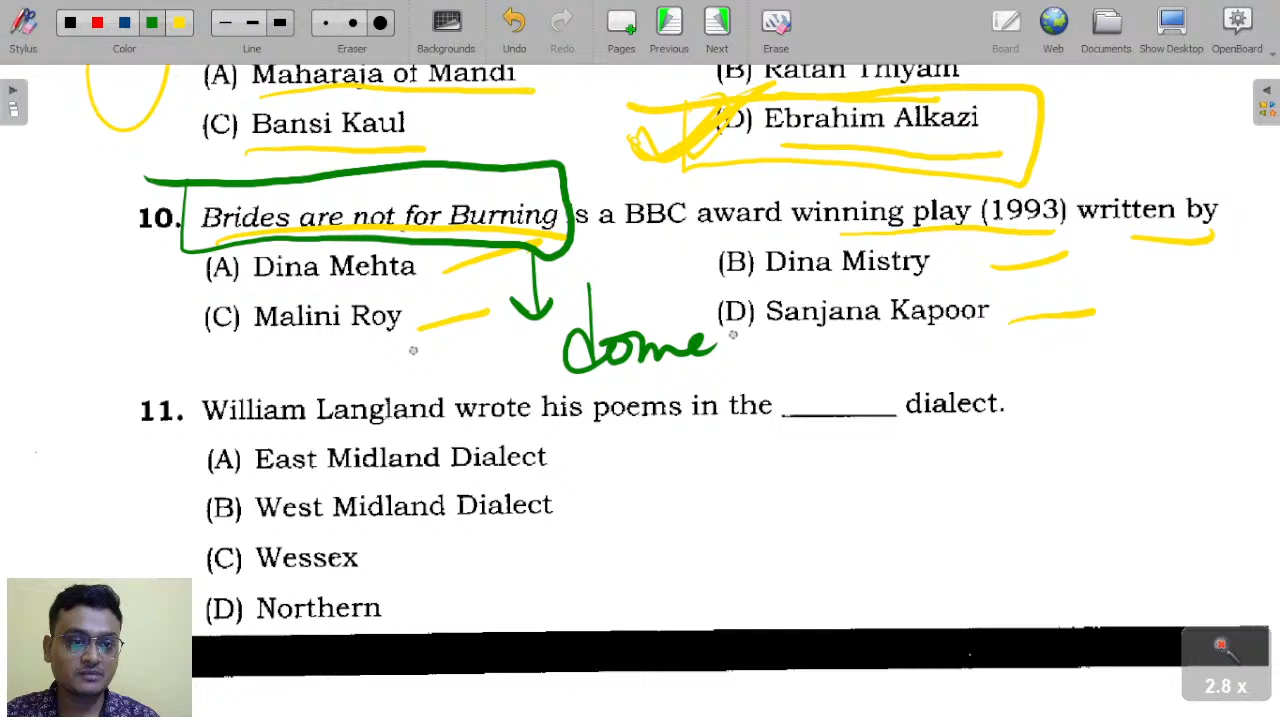 Stylus
Color
Line
Eraser
Backgrounds
Undo
Redo
Pages
Previous
Next
Erase
Board
Web
Documents
Show Desktop
OpenBoard
(A) Maharaja of Mandi
(B) Ratan Thiyam
(C) Bansi Kaul
(D) Ebrahim Alkazi
10. Brides are not for Burning is a BBC award winning play (1993) written by
(A) Dina Mehta
(B) Dina Mistry
(C) Malini Roy
(D) Sanjana Kapoor
dome
11. William Langland wrote his poems in the ________ dialect.
(A) East Midland Dialect
(B) West Midland Dialect
(C) Wessex
(D) Northern
2.8 x